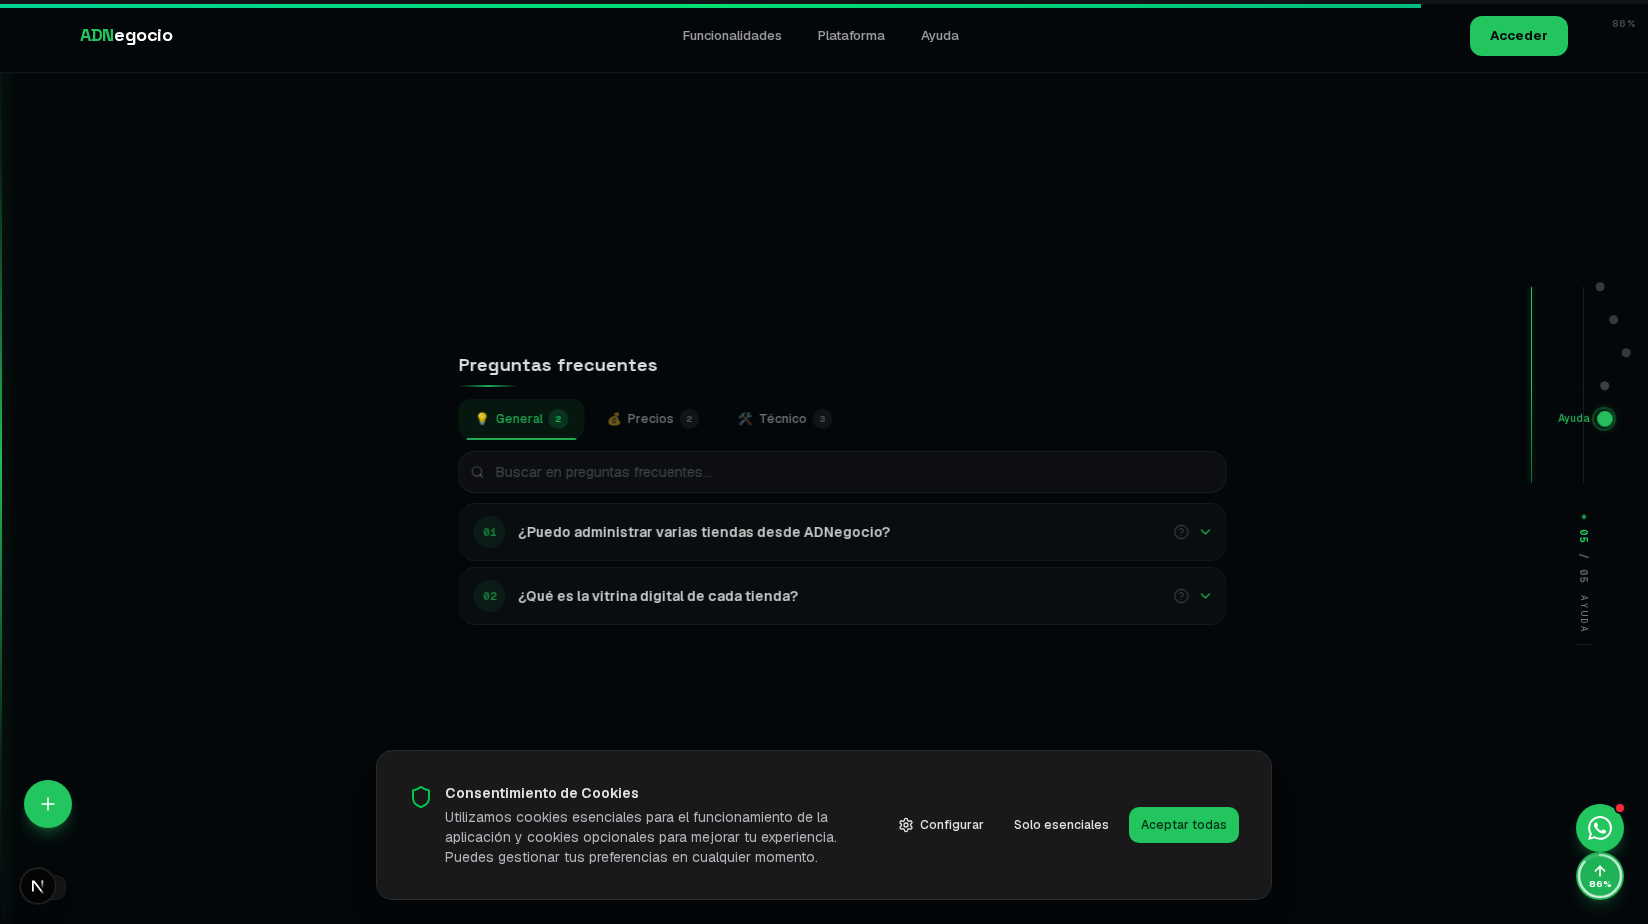 ADNegocio
Funcionalidades
Plataforma
Ayuda
Acceder
86%
Preguntas frecuentes
💡 General 2
💰 Precios 2
🛠️ Técnico 3
Buscar en preguntas frecuentes...
01 ¿Puedo administrar varias tiendas desde ADNegocio?
02 ¿Qué es la vitrina digital de cada tienda?
Ayuda
05 / 05 AYUDA
Consentimiento de Cookies
Utilizamos cookies esenciales para el funcionamiento de la
aplicación y cookies opcionales para mejorar tu experiencia.
Puedes gestionar tus preferencias en cualquier momento.
Configurar
Solo esenciales
Aceptar todas
N
86%